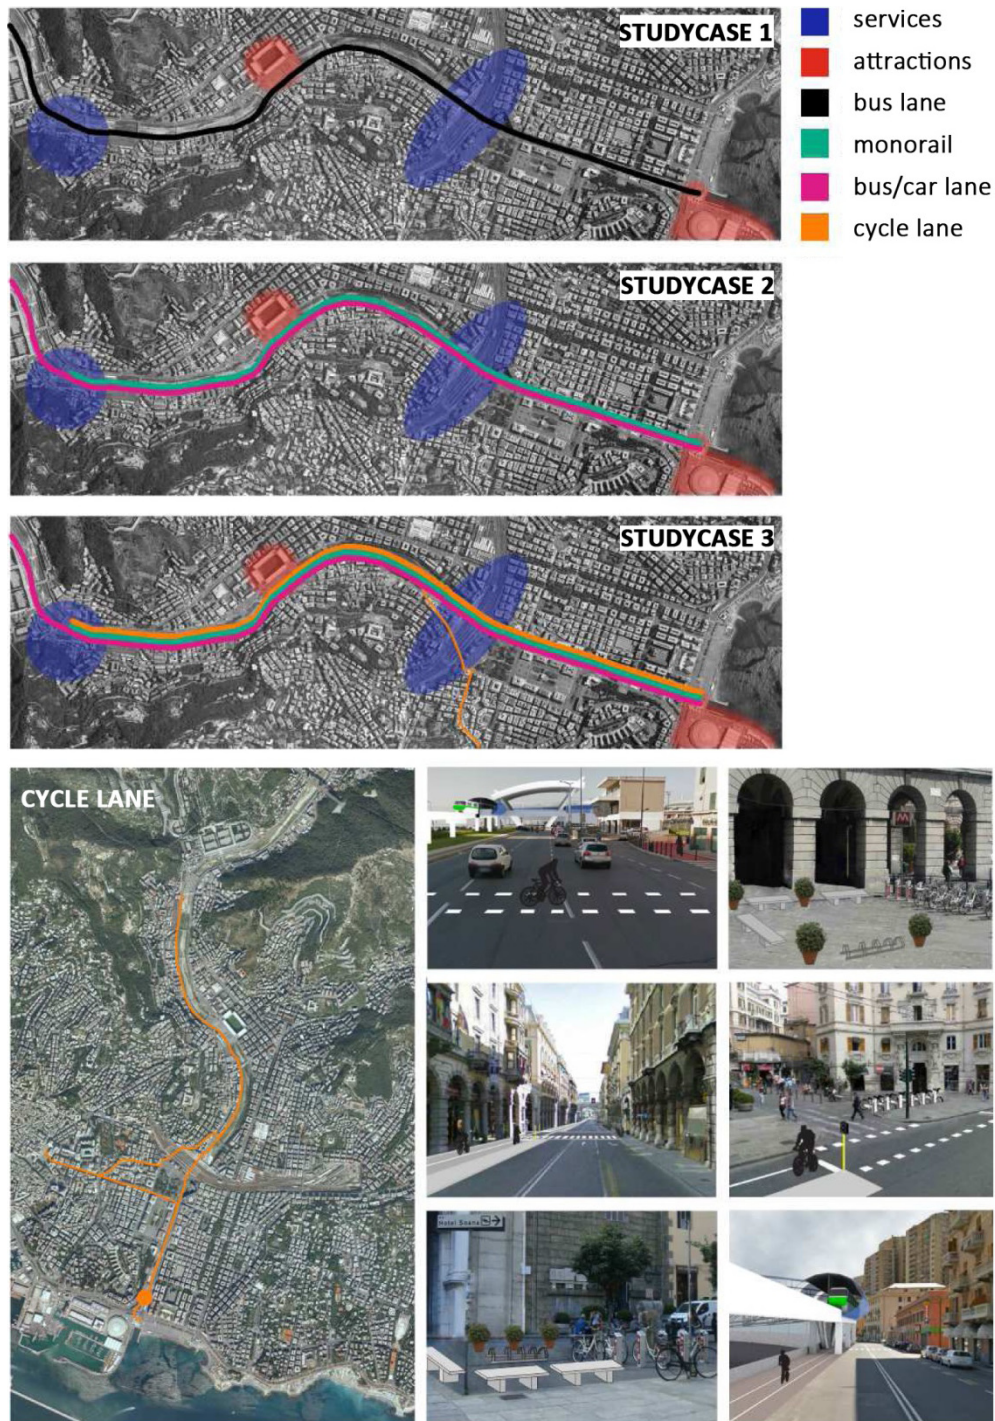 STUDYCASE 1
services
attractions
bus lane
monorail
bus/car lane
cycle lane
STUDYCASE 2
STUDYCASE 3
CYCLE LANE
M
Hotel